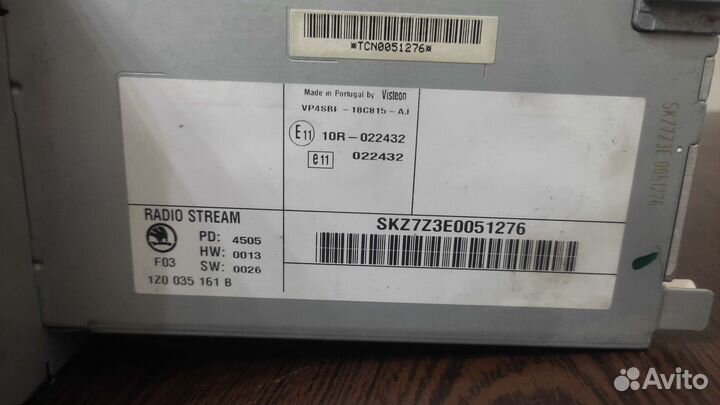 *TCN0051276*
Made in Portugal by Visteon
VP4SRF-18C815-AJ
E11 10R-022432
e11 022432
RADIO STREAM
PD: 4505
HW: 0013
F03
SW: 0026
1Z0 035 161 B
SKZ7Z3E0051276
SKZ7Z3E 0051276
Avito